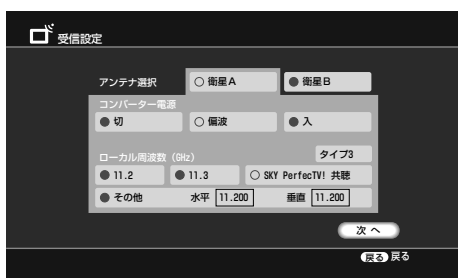 受信設定
アンテナ選択 ○ 衛星A ● 衛星B
コンバーター電源
● 切 ○ 偏波 ● 入
ローカル周波数 (GHz) タイプ3
● 11.2 ● 11.3 ○ SKY PerfecTV! 共聴
● その他 水平 11.200 垂直 11.200
次 へ
戻る 戻る